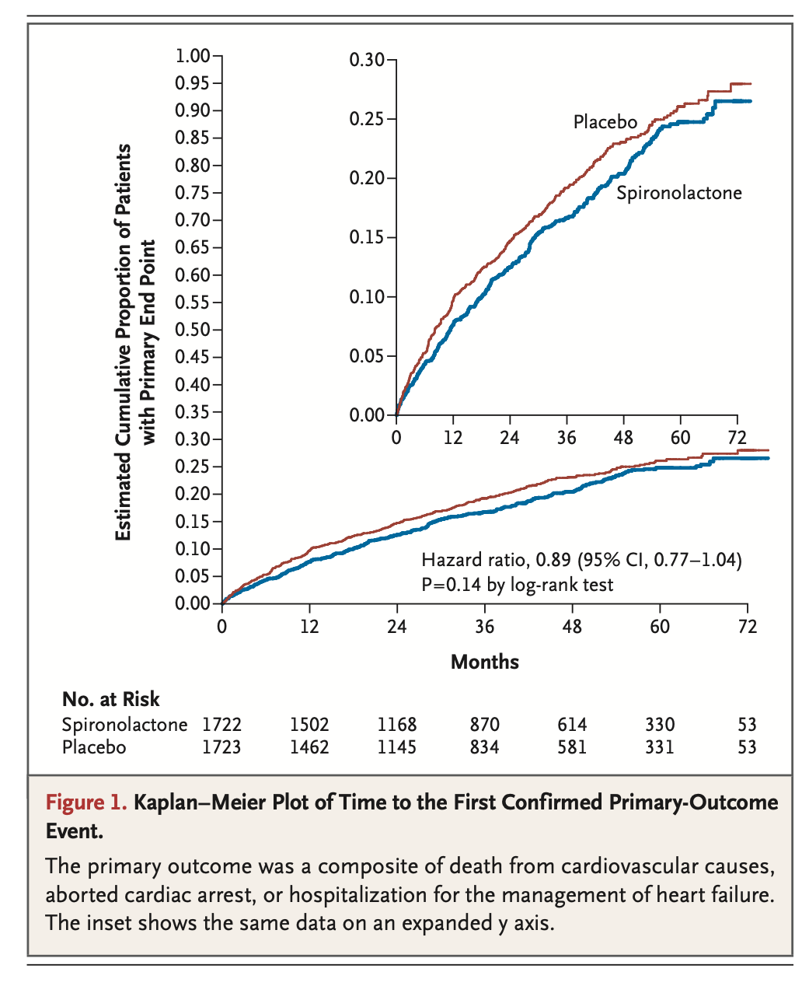 Estimated Cumulative Proportion of Patients
with Primary End Point
1.00
0.95
0.90
0.85
0.80
0.75
0.70
0.65
0.60
0.55
0.50
0.45
0.40
0.35
0.30
0.25
0.20
0.15
0.10
0.05
0.00
0.30
0.25
0.20
0.15
0.10
0.05
0.00
Placebo
Spironolactone
0 12 24 36 48 60 72
Hazard ratio, 0.89 (95% CI, 0.77–1.04)
P=0.14 by log-rank test
0 12 24 36 48 60 72
Months
No. at Risk
Spironolactone 1722 1502 1168 870 614 330 53
Placebo 1723 1462 1145 834 581 331 53
Figure 1. Kaplan–Meier Plot of Time to the First Confirmed Primary-Outcome
Event.
The primary outcome was a composite of death from cardiovascular causes,
aborted cardiac arrest, or hospitalization for the management of heart failure.
The inset shows the same data on an expanded y axis.